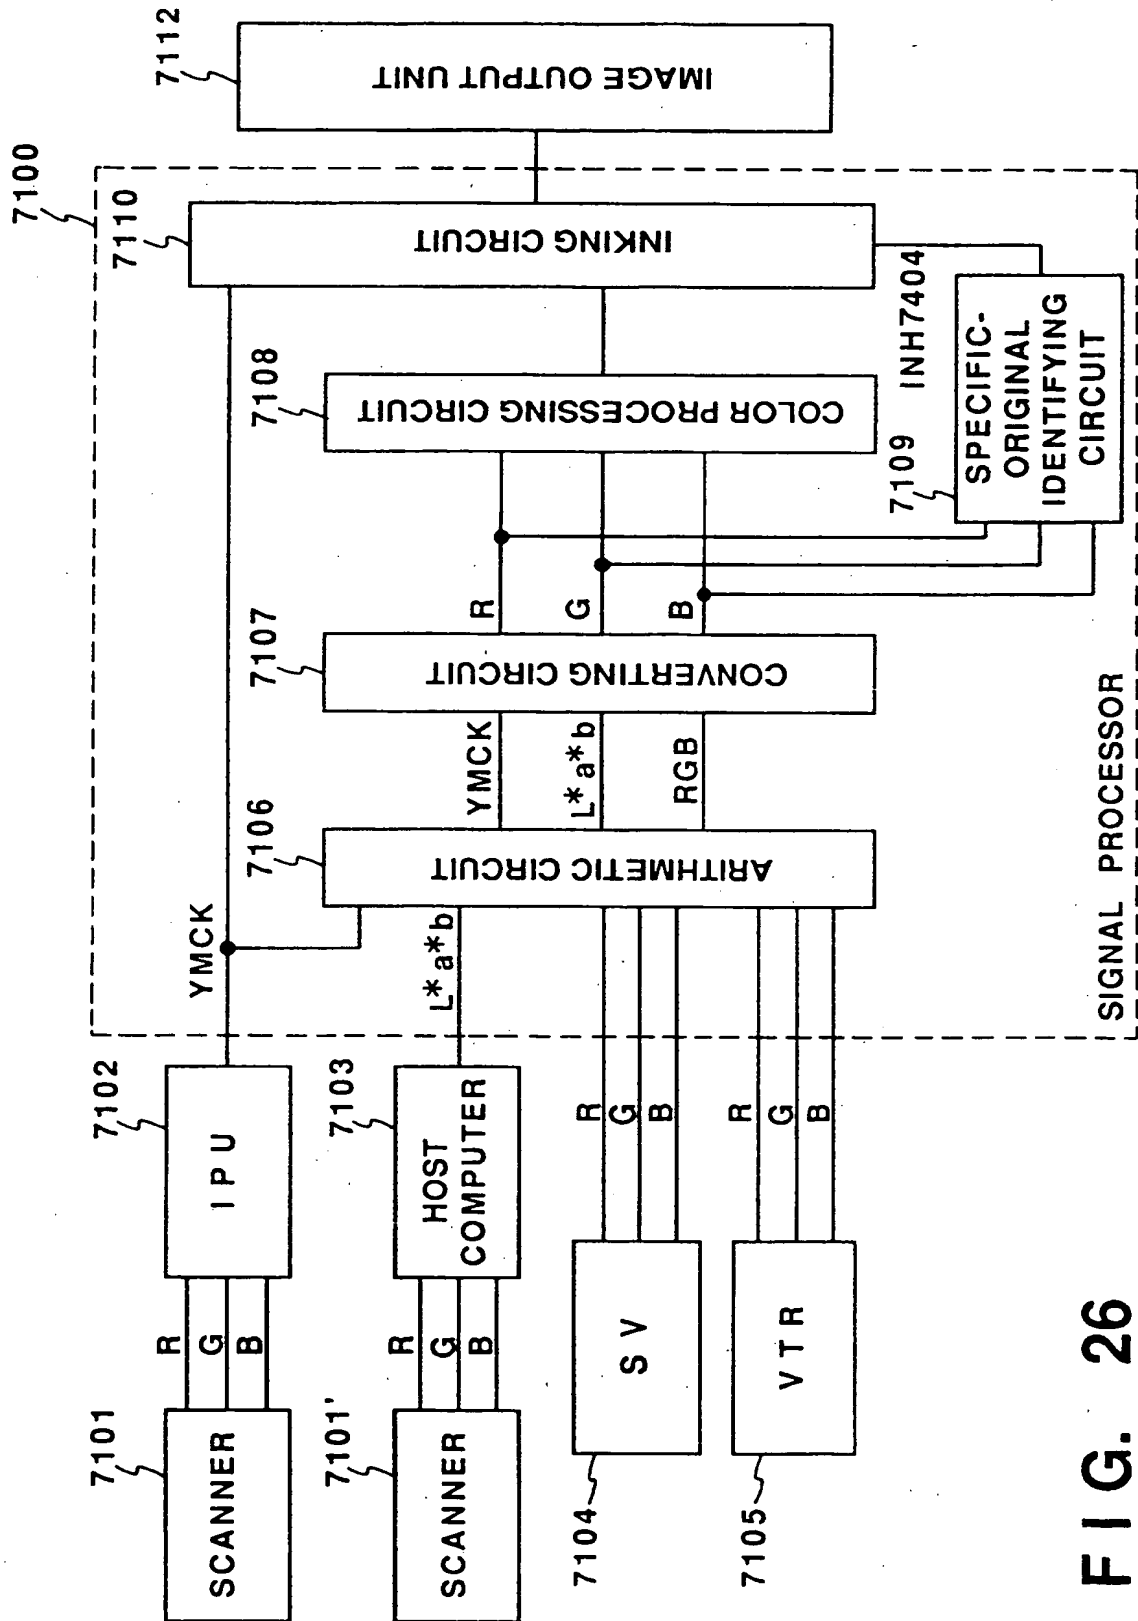 7100
7101
SCANNER
R
G
B
7102
IPU
YMCK
7110
INKING CIRCUIT
7112
IMAGE OUTPUT UNIT
7101'
SCANNER
R
G
B
7103
HOST
COMPUTER
L*a*b
7106
ARITHMETIC CIRCUIT
YMCK
L*a*b
RGB
7107
CONVERTING CIRCUIT
R
G
B
7108
COLOR PROCESSING CIRCUIT
7104
SV
R
G
B
7105
VTR
R
G
B
7109
SPECIFIC-
ORIGINAL
IDENTIFYING
CIRCUIT
INH7404
SIGNAL PROCESSOR
FIG. 26